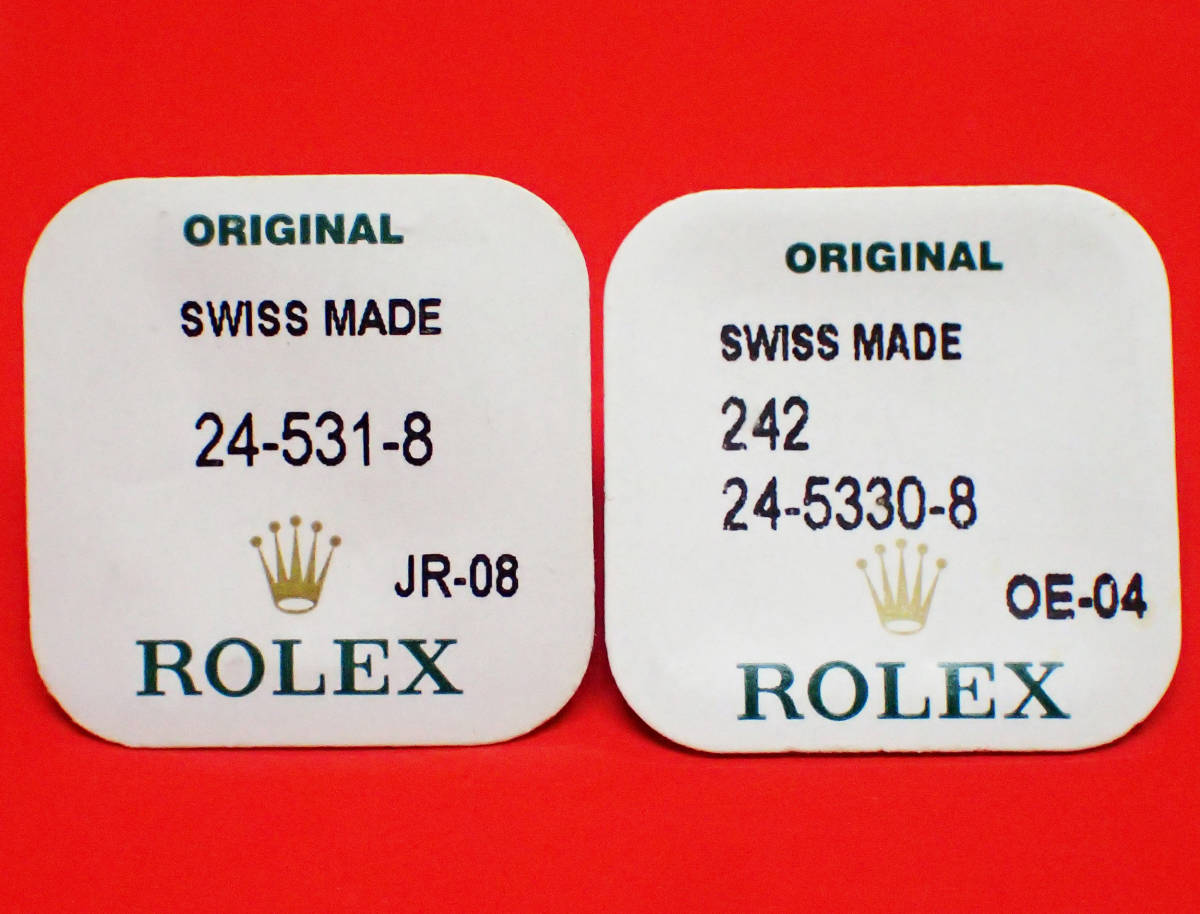 ORIGINAL
SWISS MADE
24-531-8
JR-08
ROLEX
ORIGINAL
SWISS MADE
242
24-5330-8
OE-04
ROLEX